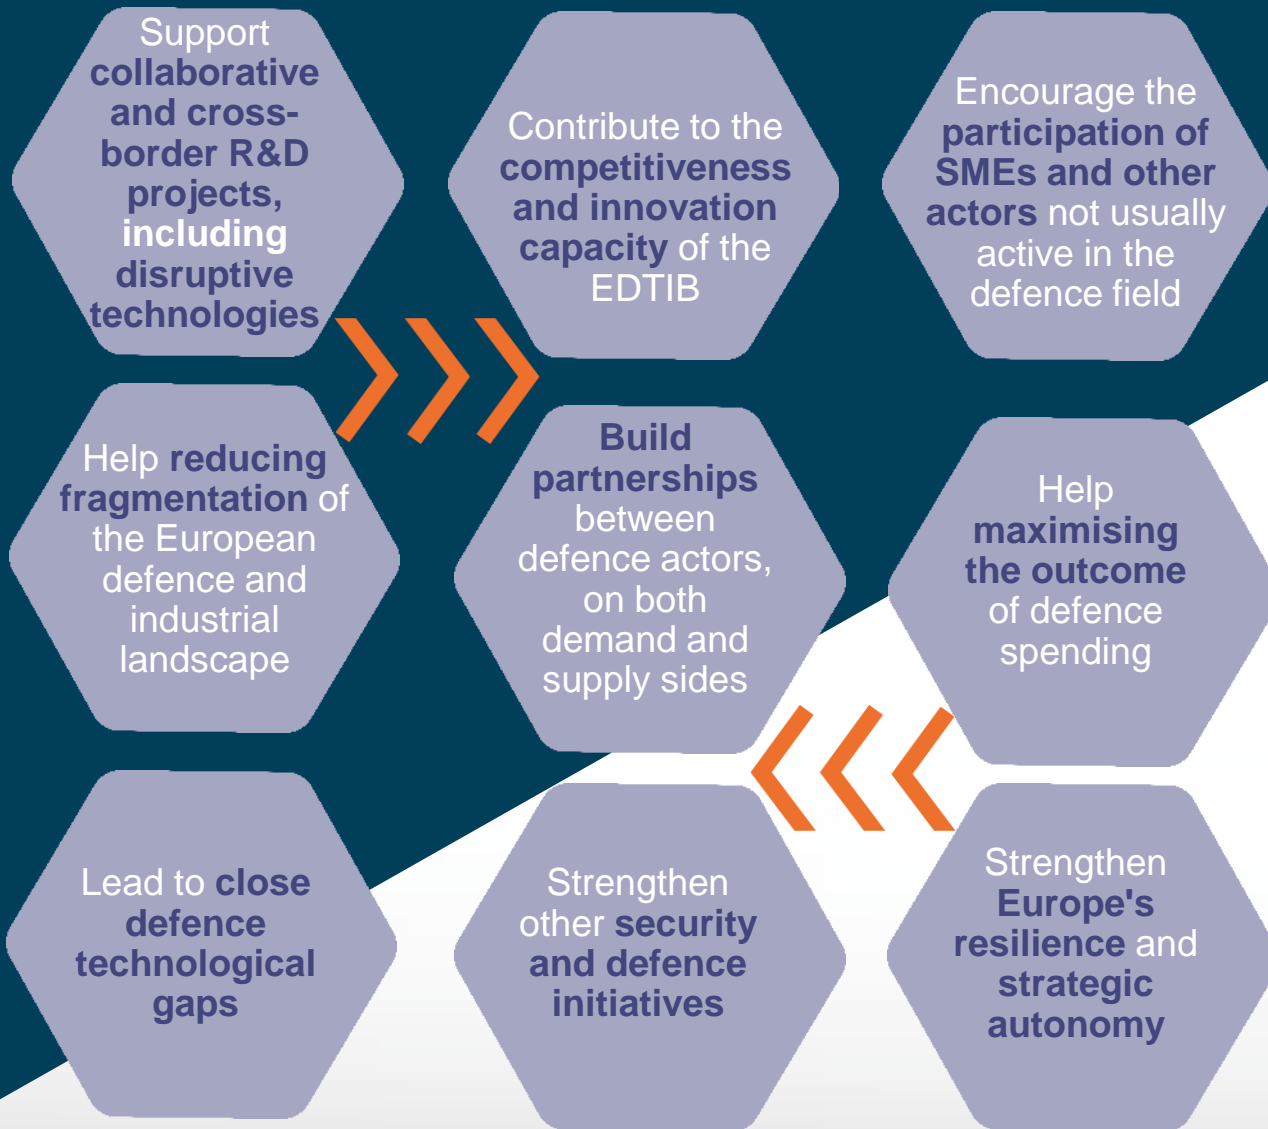 Support
collaborative
and cross-
border R&D
projects,
including
disruptive
technologies
Contribute to the
competitiveness
and innovation
capacity of the
EDTIB
Encourage the
participation of
SMEs and other
actors not usually
active in the
defence field
Help reducing
fragmentation of
the European
defence and
industrial
landscape
Build
partnerships
between
defence actors,
on both
demand and
supply sides
Help
maximising
the outcome
of defence
spending
Lead to close
defence
technological
gaps
Strengthen
other security
and defence
initiatives
Strengthen
Europe's
resilience and
strategic
autonomy